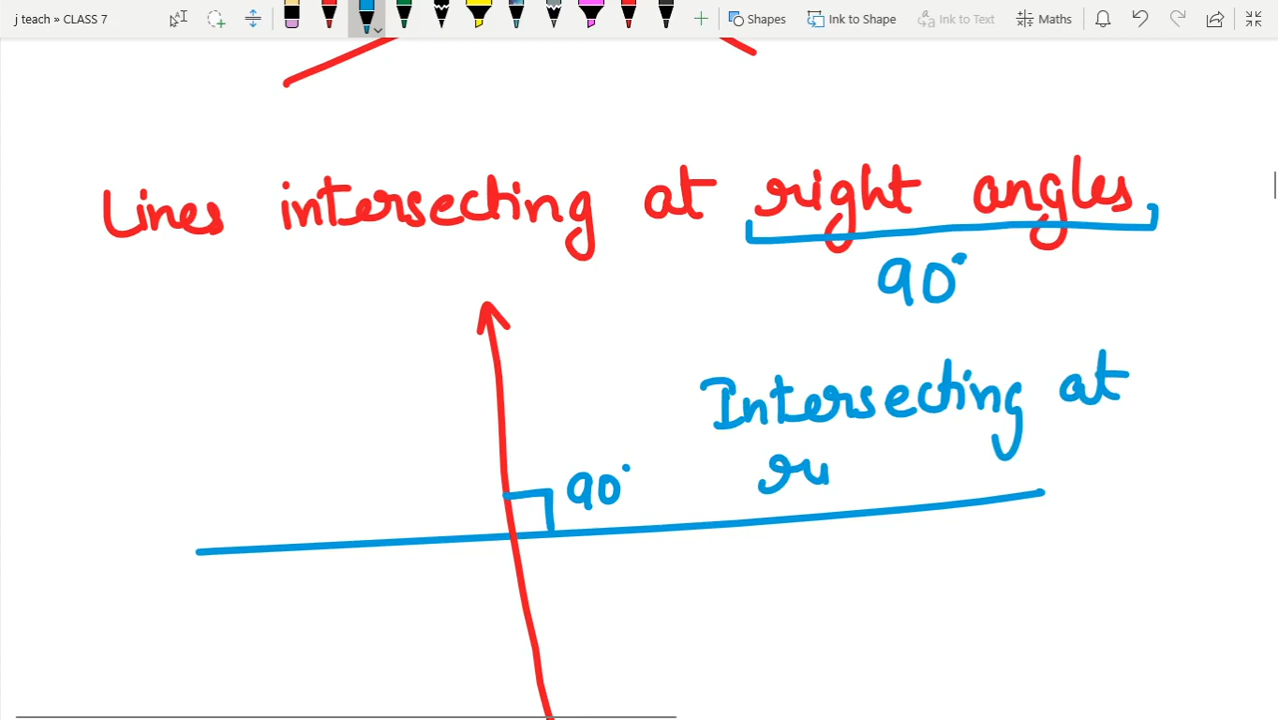 j teach » CLASS 7
Shapes Ink to Shape Ink to Text Maths
Lines intersecting at right angles
90°
Intersecting at
90°